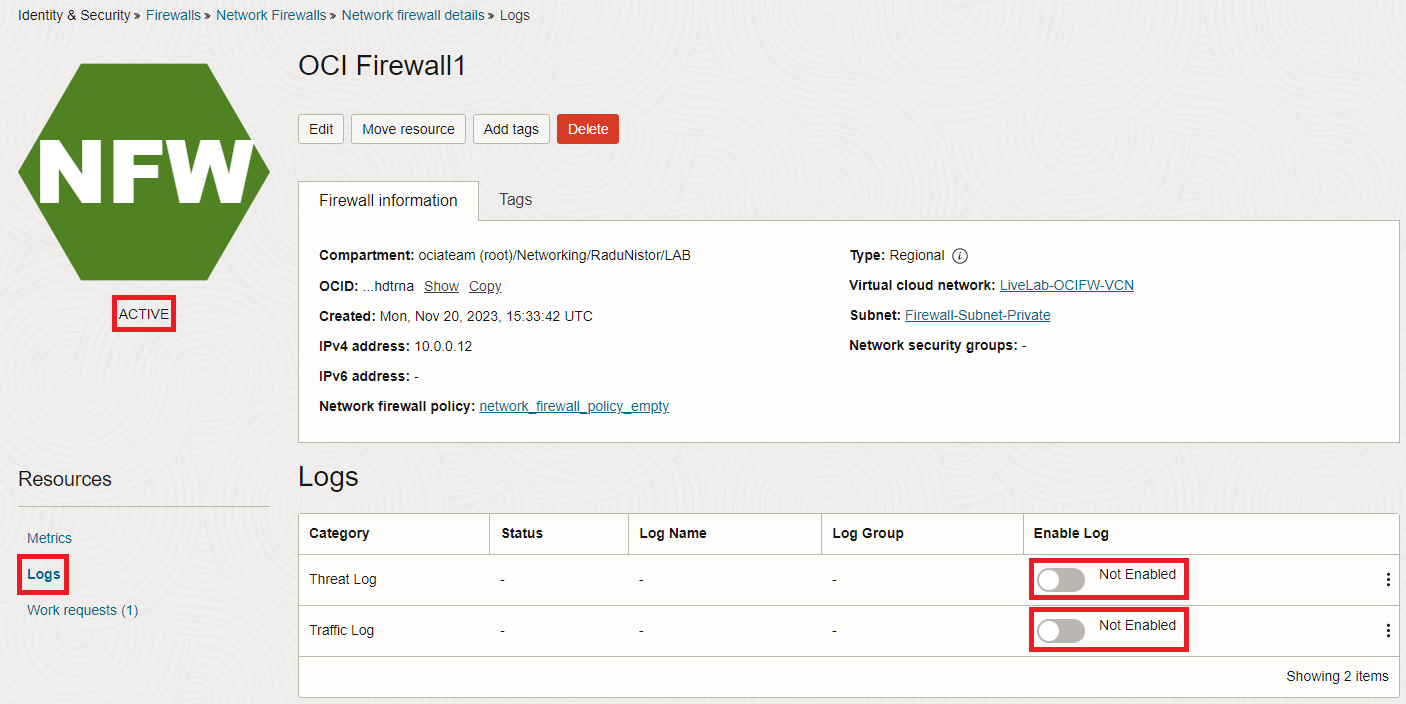 Identity & Security » Firewalls » Network Firewalls » Network firewall details » Logs
NFW
ACTIVE
OCI Firewall1
Edit Move resource Add tags Delete
Firewall information Tags
Compartment: ociateam (root)/Networking/RaduNistor/LAB
OCID: ...hdtrna Show Copy
Created: Mon, Nov 20, 2023, 15:33:42 UTC
IPv4 address: 10.0.0.12
IPv6 address: -
Network firewall policy: network_firewall_policy_empty
Type: Regional i
Virtual cloud network: LiveLab-OCIFW-VCN
Subnet: Firewall-Subnet-Private
Network security groups: -
Resources
Metrics
Logs
Work requests (1)
Logs
Category Status Log Name Log Group Enable Log
Threat Log - - - Not Enabled
Traffic Log - - - Not Enabled
Showing 2 items